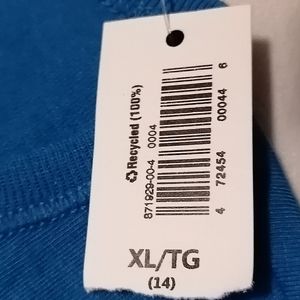 Recycled (100%)
871929-00-4 0004
4 72454 00044 6
XL/TG
(14)